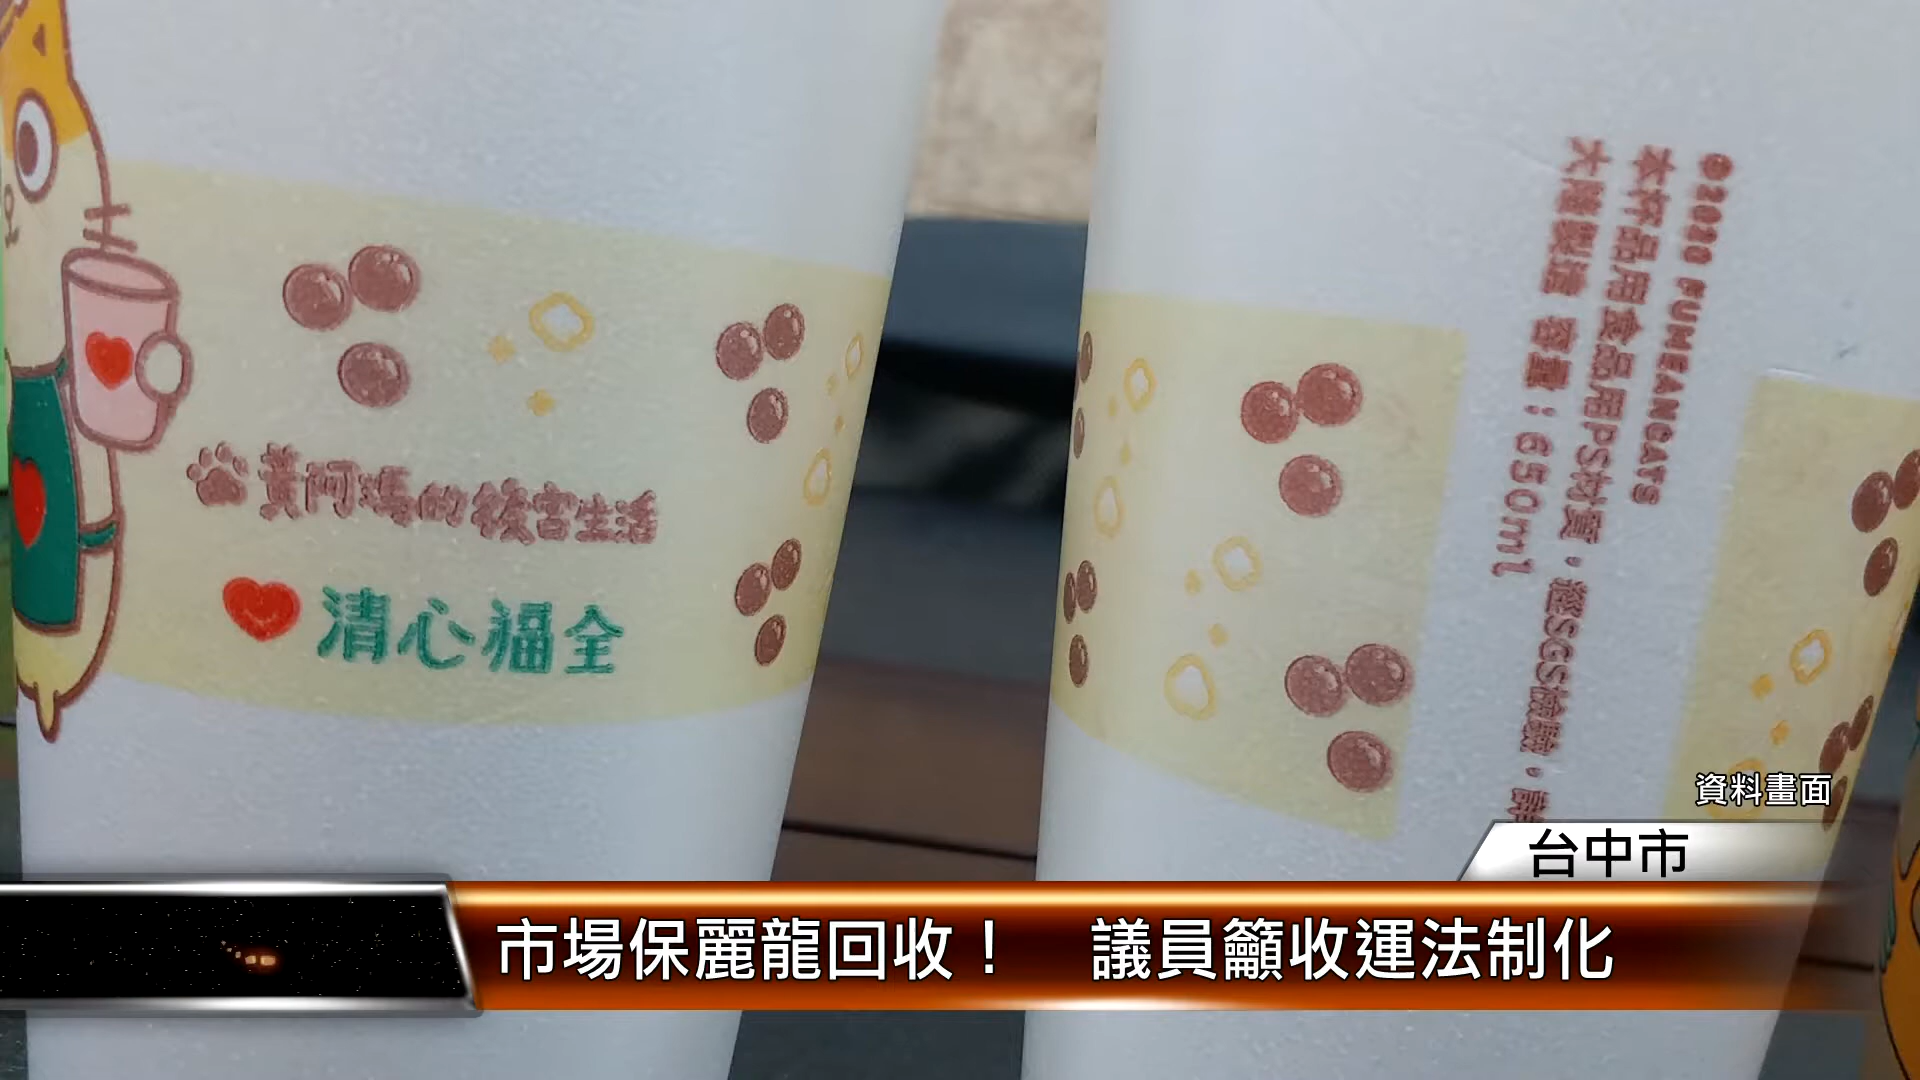 黃阿瑪的後宮生活
清心福全
©2020 FUMEANCATS
本杯品用食品用PS材質,經SGS檢驗,
大陸製造 容量:650ml
資料畫面
台中市
市場保麗龍回收! 議員籲收運法制化